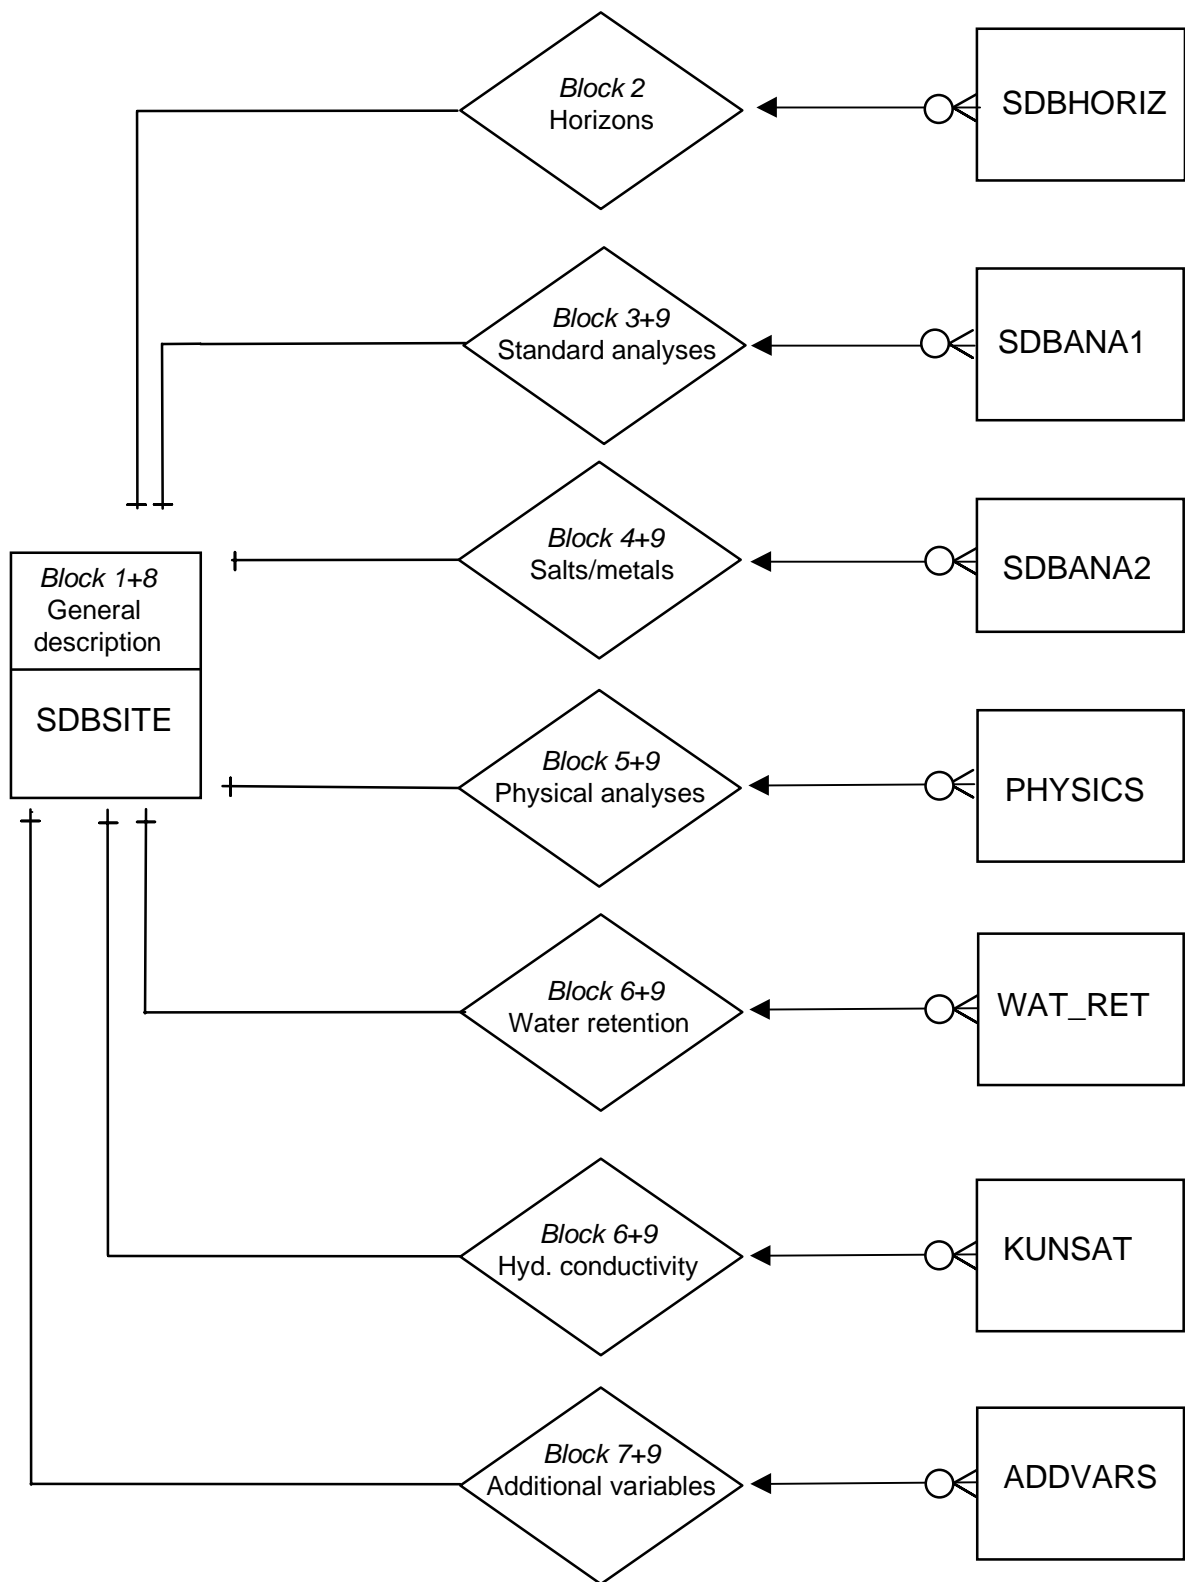 Block 2
Horizons
SDBHORIZ
Block 3+9
Standard analyses
SDBANA1
Block 4+9
Salts/metals
SDBANA2
Block 1+8
General
description
SDBSITE
Block 5+9
Physical analyses
PHYSICS
Block 6+9
Water retention
WAT_RET
Block 6+9
Hyd. conductivity
KUNSAT
Block 7+9
Additional variables
ADDVARS